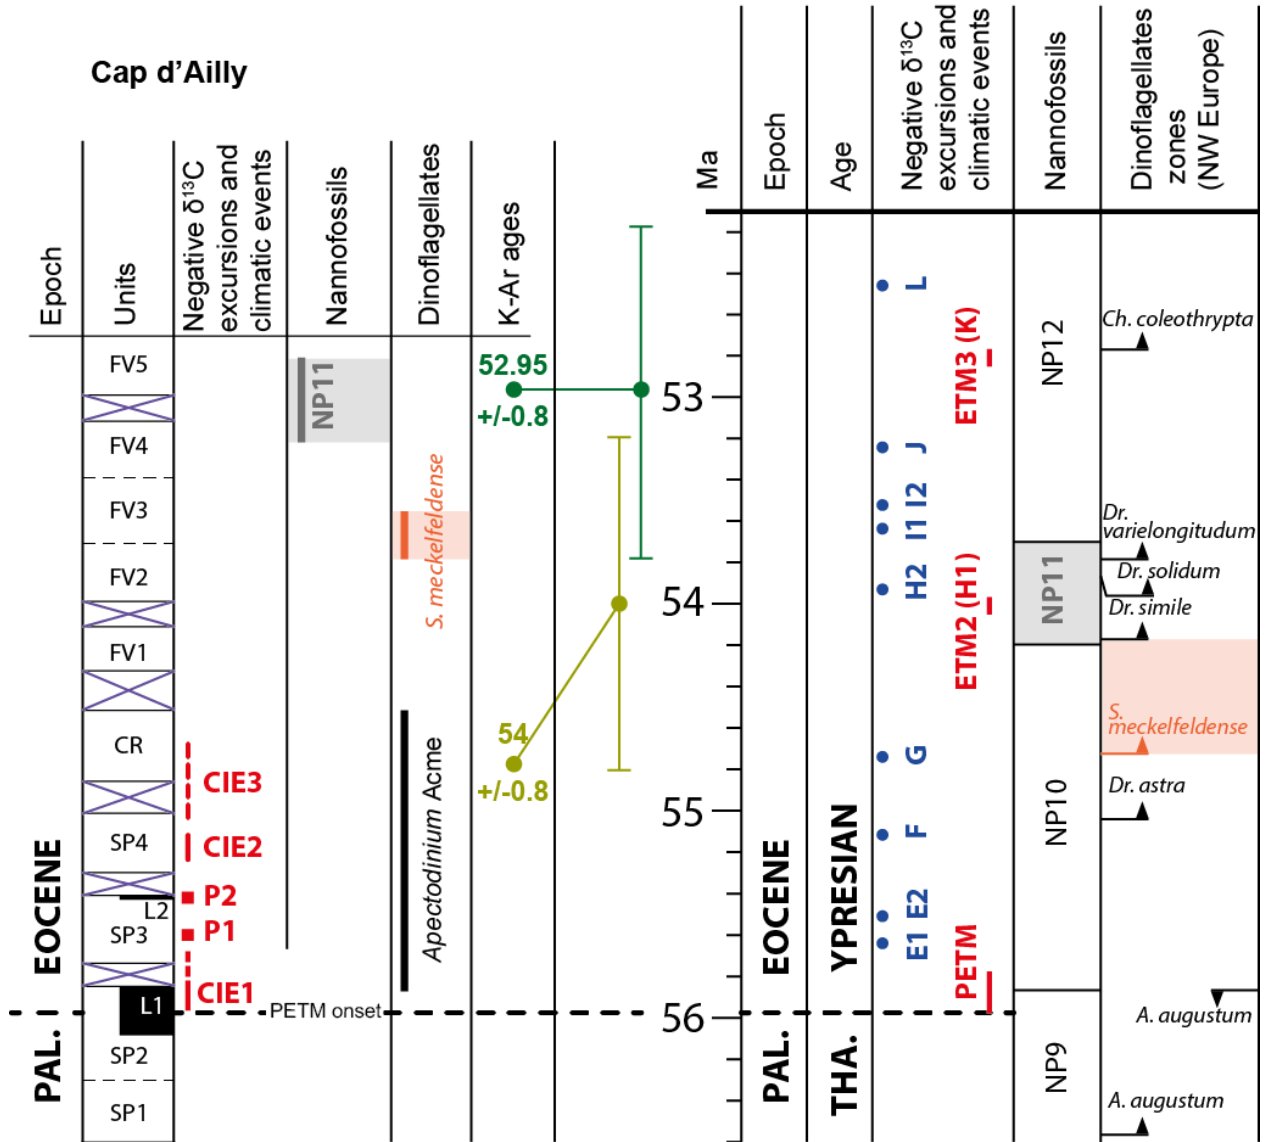 Cap d'Ailly
Epoch
Units
Negative δ¹³C
excursions and
climatic events
Nannofossils
Dinoflagellates
K-Ar ages
FV5
FV4
FV3
FV2
FV1
CR
SP4
L2
SP3
L1
SP2
SP1
EOCENE
PAL.
CIE3
CIE2
P2
P1
CIE1
PETM onset
NP11
S. meckelfeldense
Apectodinium Acme
52.95
+/-0.8
54
+/-0.8
Ma
Epoch
Age
Negative δ¹³C
excursions and
climatic events
Nannofossils
Dinoflagellates
zones
(NW Europe)
53
54
55
56
EOCENE
PAL.
YPRESIAN
THA.
L
J
I2
I1
H2
G
F
E2
E1
ETM3 (K)
ETM2 (H1)
PETM
NP12
NP11
NP10
NP9
Ch. coleothrypta
Dr.
varielongitudum
Dr. solidum
Dr. simile
S.
meckelfeldense
Dr. astra
A. augustum
A. augustum